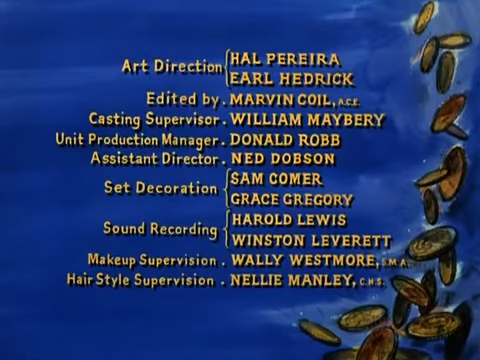 Art Direction { HAL PEREIRA
EARL HEDRICK
Edited by . MARVIN COIL, A.C.E.
Casting Supervisor . WILLIAM MAYBERY
Unit Production Manager . DONALD ROBB
Assistant Director . NED DOBSON
Set Decoration { SAM COMER
GRACE GREGORY
Sound Recording { HAROLD LEWIS
WINSTON LEVERETT
Makeup Supervision . WALLY WESTMORE, S.M.A.
Hair Style Supervision . NELLIE MANLEY, C.H.S.